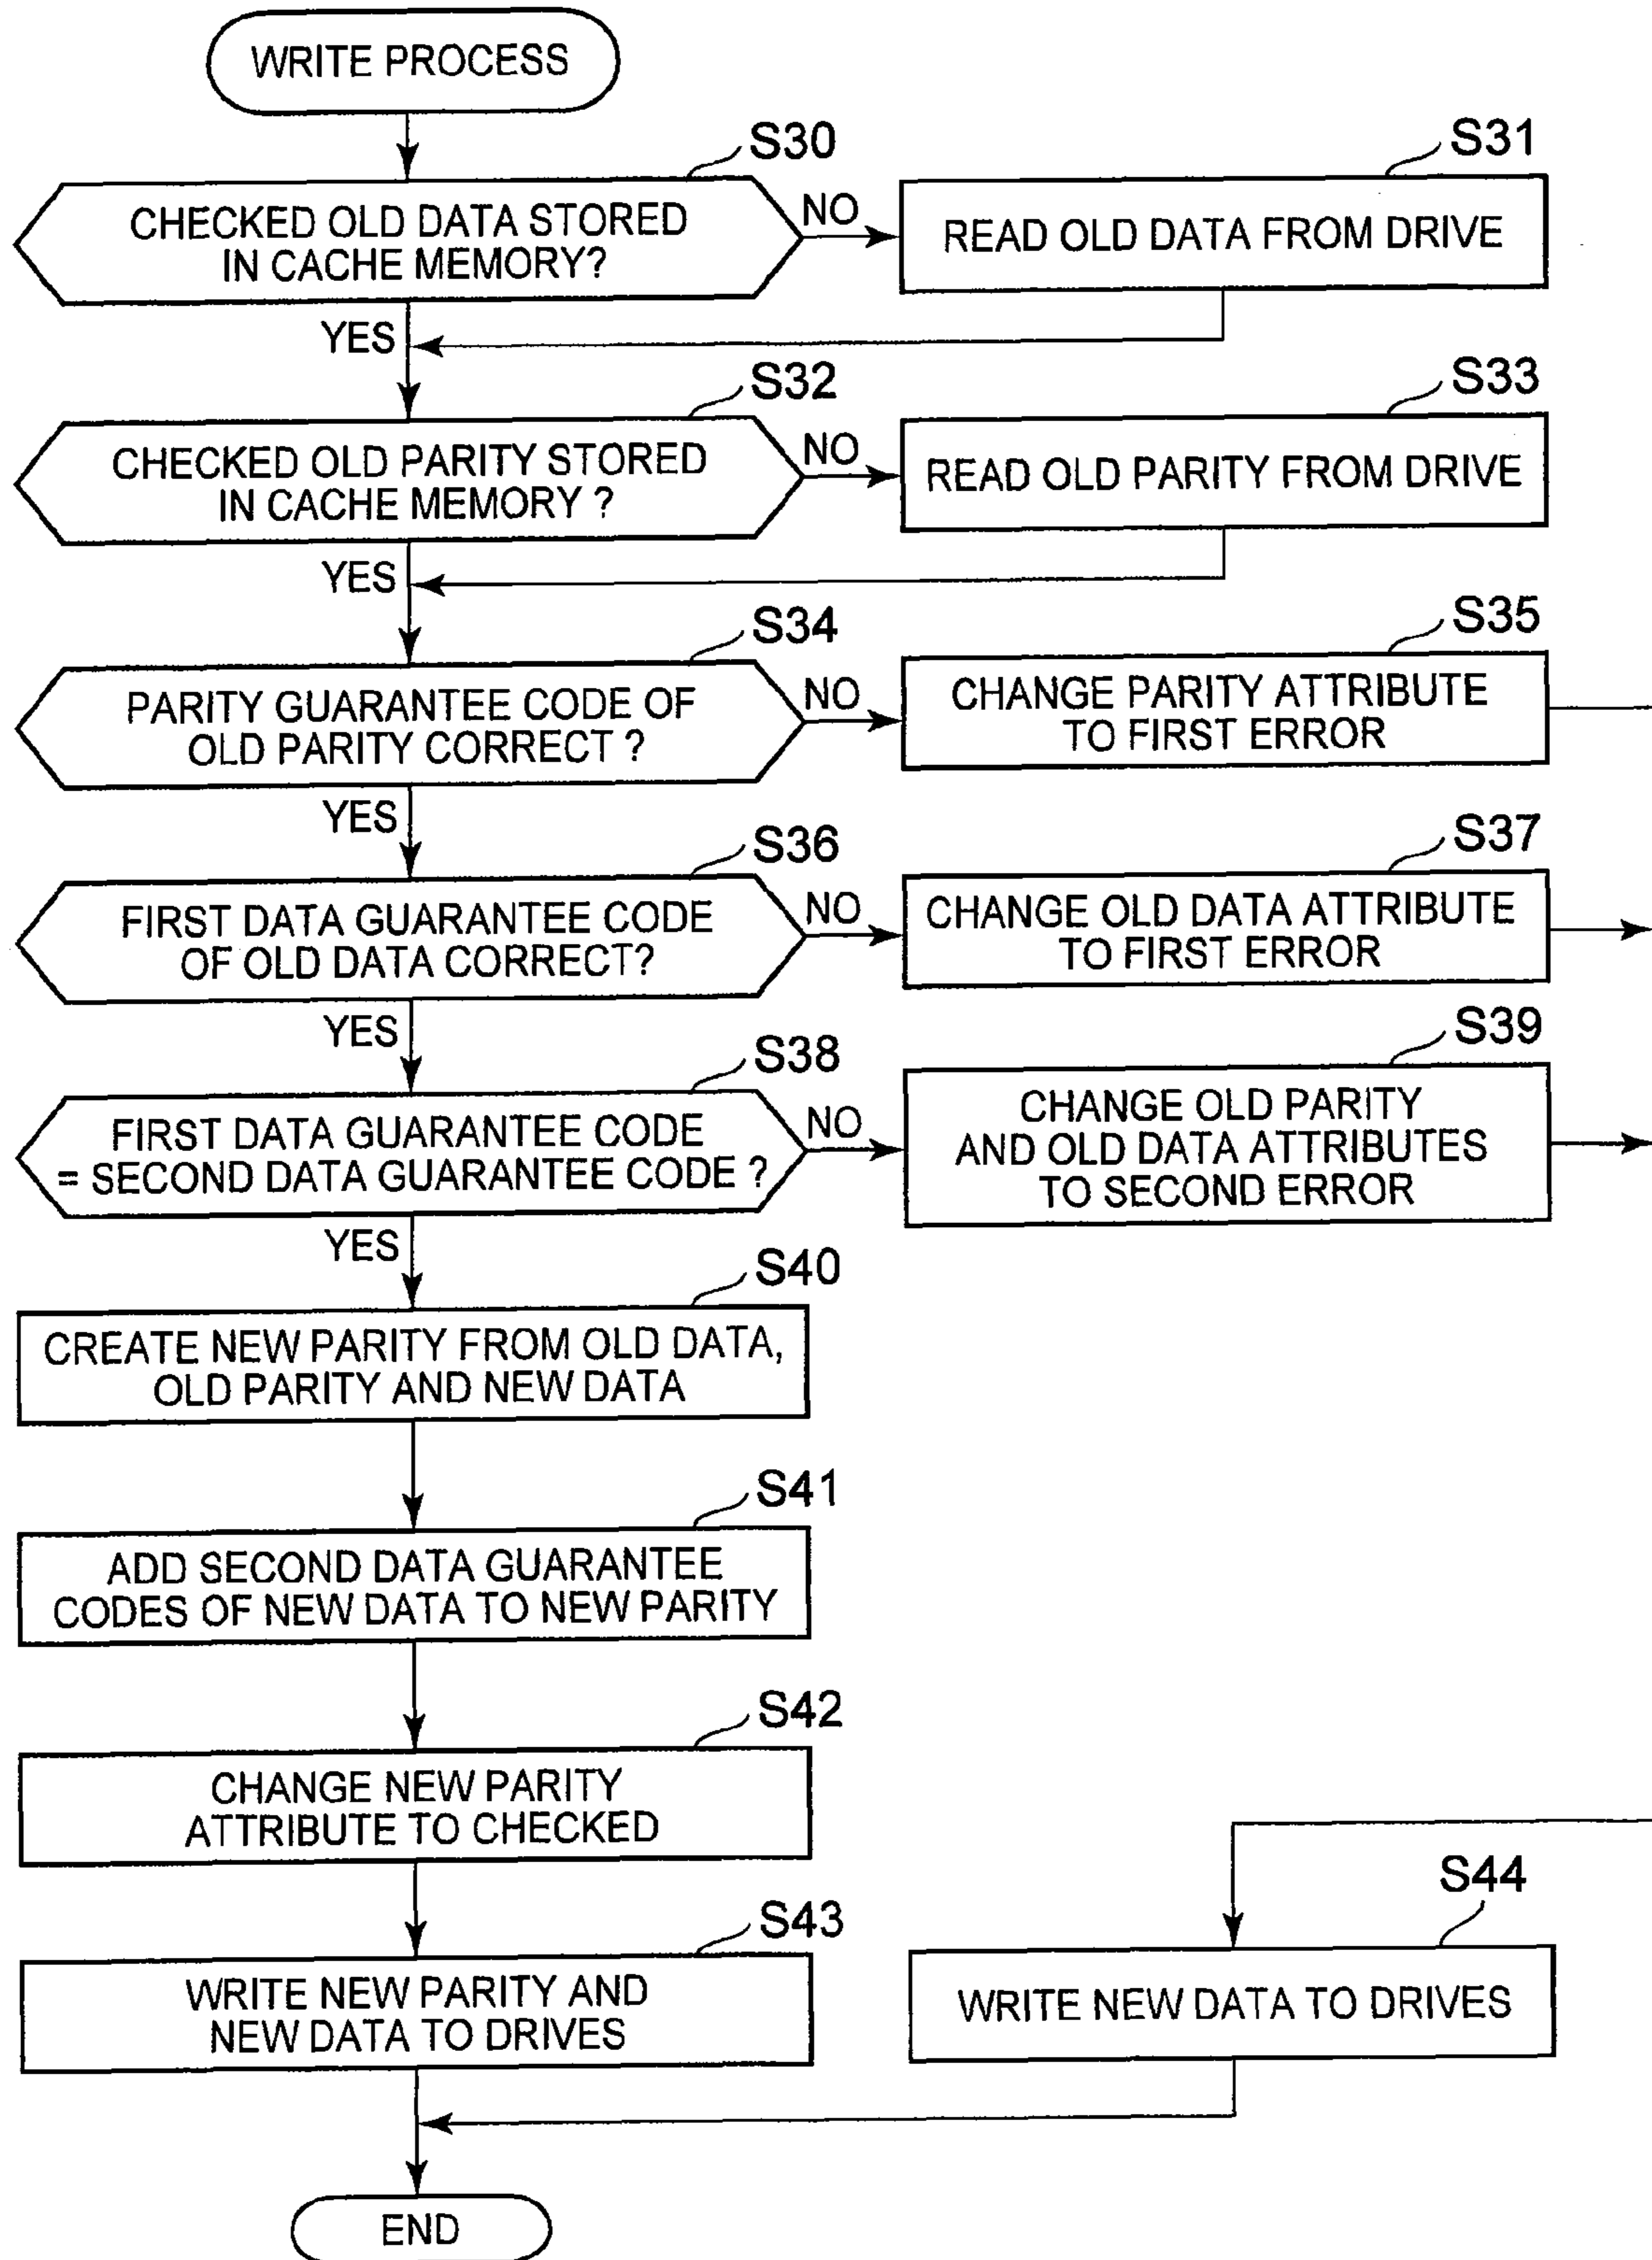 WRITE PROCESS
S30
CHECKED OLD DATA STORED
IN CACHE MEMORY?
NO
S31
READ OLD DATA FROM DRIVE
YES
S32
CHECKED OLD PARITY STORED
IN CACHE MEMORY ?
NO
S33
READ OLD PARITY FROM DRIVE
YES
S34
PARITY GUARANTEE CODE OF
OLD PARITY CORRECT ?
NO
S35
CHANGE PARITY ATTRIBUTE
TO FIRST ERROR
YES
S36
FIRST DATA GUARANTEE CODE
OF OLD DATA CORRECT?
NO
S37
CHANGE OLD DATA ATTRIBUTE
TO FIRST ERROR
YES
S38
FIRST DATA GUARANTEE CODE
= SECOND DATA GUARANTEE CODE ?
NO
S39
CHANGE OLD PARITY
AND OLD DATA ATTRIBUTES
TO SECOND ERROR
YES
S40
CREATE NEW PARITY FROM OLD DATA,
OLD PARITY AND NEW DATA
S41
ADD SECOND DATA GUARANTEE
CODES OF NEW DATA TO NEW PARITY
S42
CHANGE NEW PARITY
ATTRIBUTE TO CHECKED
S43
WRITE NEW PARITY AND
NEW DATA TO DRIVES
S44
WRITE NEW DATA TO DRIVES
END